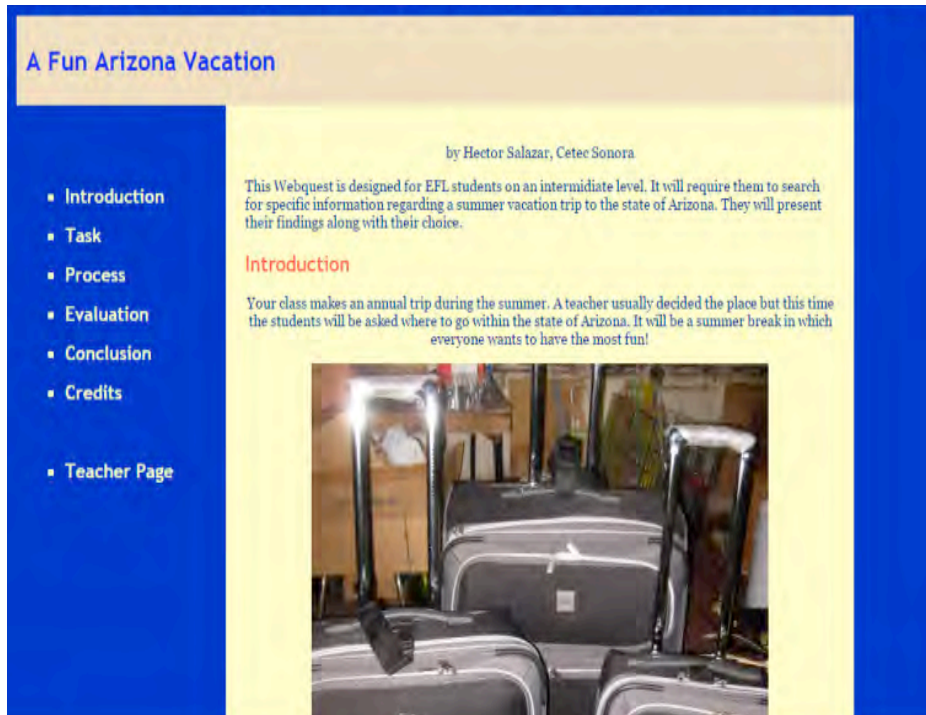 A Fun Arizona Vacation
Introduction
Task
Process
Evaluation
Conclusion
Credits
Teacher Page
by Hector Salazar, Cetec Sonora
This Webquest is designed for EFL students on an intermidiate level. It will require them to search
for specific information regarding a summer vacation trip to the state of Arizona. They will present
their findings along with their choice.
Introduction
Your class makes an annual trip during the summer. A teacher usually decided the place but this time
the students will be asked where to go within the state of Arizona. It will be a summer break in which
everyone wants to have the most fun!